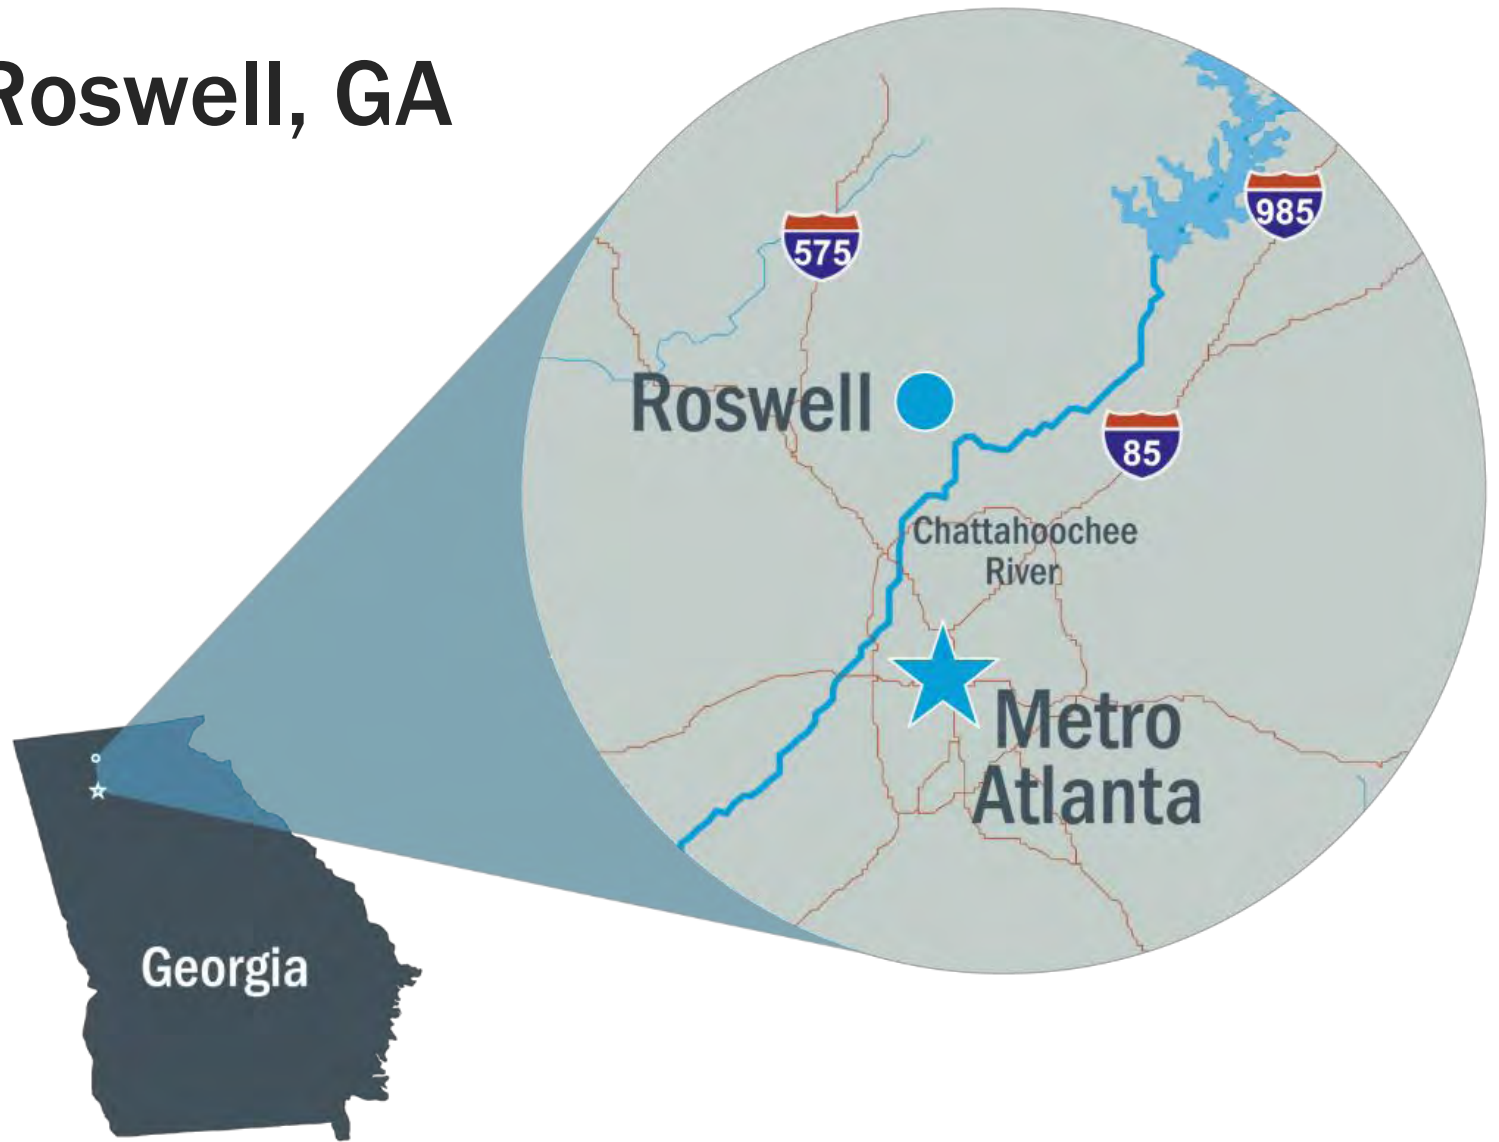 Roswell, GA
575
985
Roswell
85
Chattahoochee
River
Metro
Atlanta
Georgia